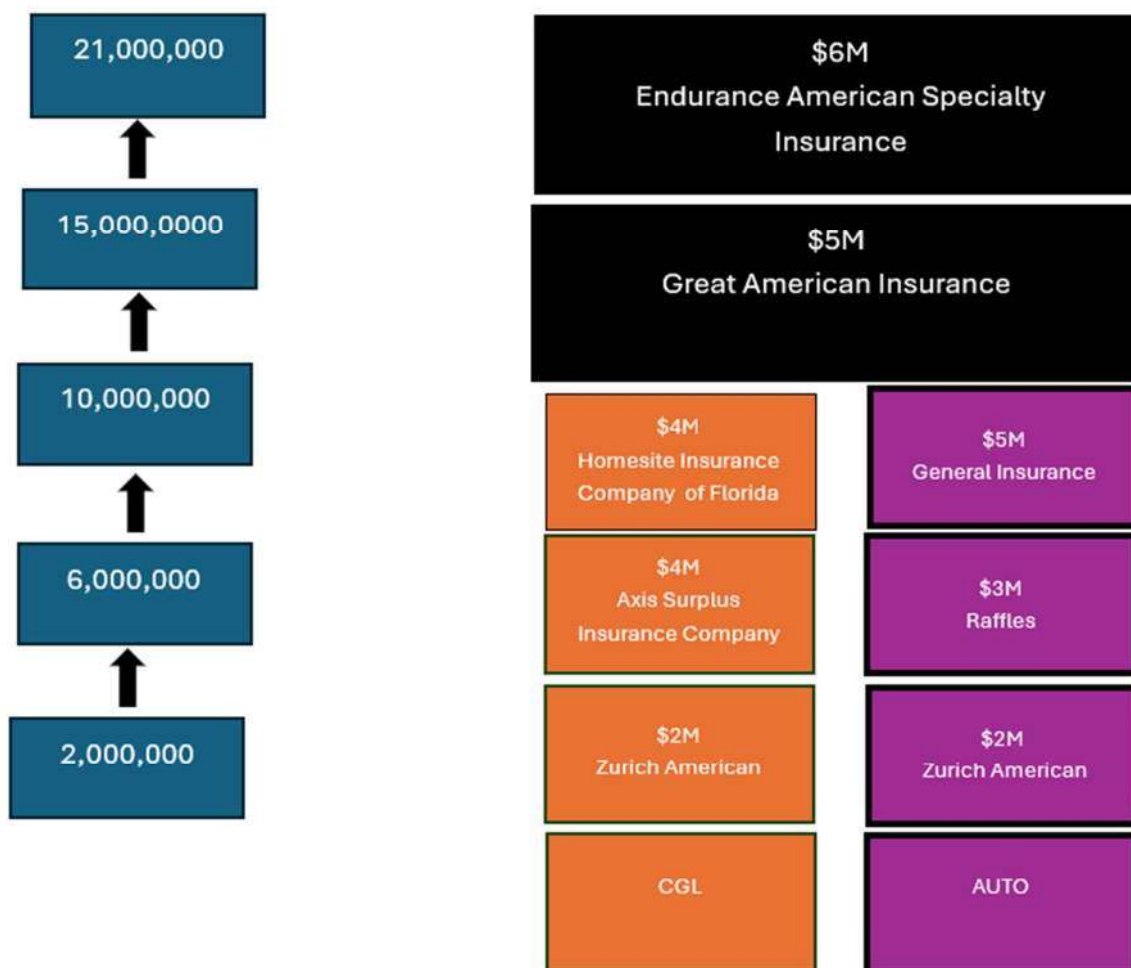 21,000,000
15,000,0000
10,000,000
6,000,000
2,000,000
$6M
Endurance American Specialty
Insurance
$5M
Great American Insurance
$4M
Homesite Insurance
Company of Florida
$5M
General Insurance
$4M
Axis Surplus
Insurance Company
$3M
Raffles
$2M
Zurich American
$2M
Zurich American
CGL
AUTO